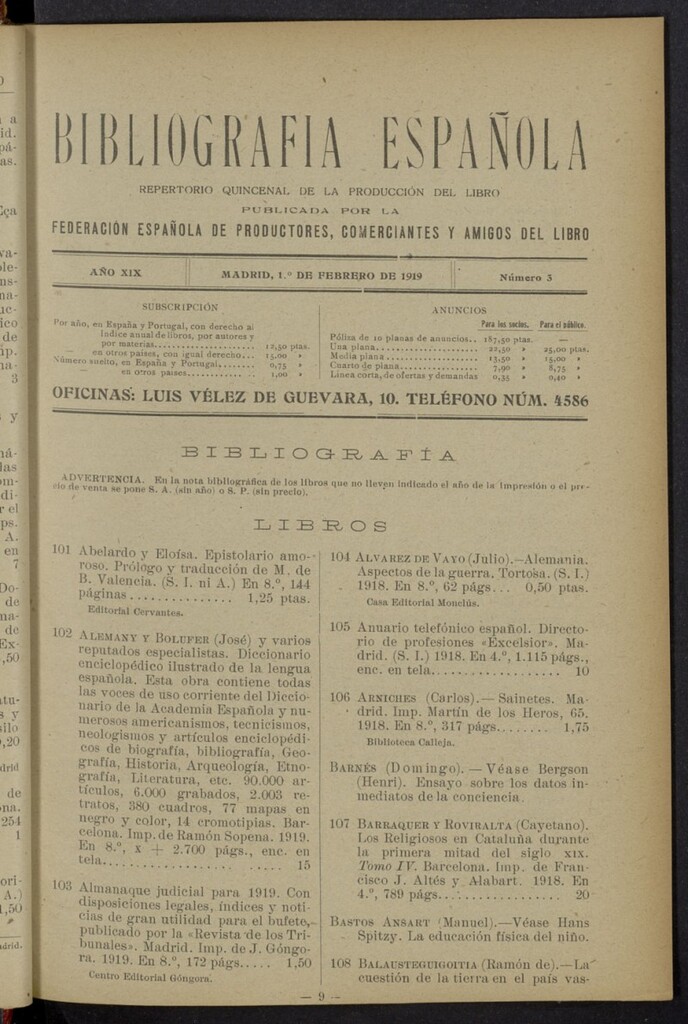 BIBLIOGRAFIA ESPAÑOLA
REPERTORIO QUINCENAL DE LA PRODUCCIÓN DEL LIBRO
PUBLICADA POR LA
FEDERACIÓN ESPAÑOLA DE PRODUCTORES, COMERCIANTES Y AMIGOS DEL LIBRO
AÑO XIX
MADRID, 1.º DE FEBRERO DE 1919
Número 3
SUBSCRIPCIÓN
Por año, en España y Portugal, con derecho al
índice anual de libros, por autores y
por materias.................. 12,50 ptas.
— en otros países, con igual derecho... 15,00 »
Número suelto, en España y Portugal........ 0,75 »
— en otros países............. 1,00 »
ANUNCIOS
Para los socios. Para el público.
Póliza de 10 planas de anuncios.. 187,50 ptas. —
Una plana................ 22,50 » 25,00 ptas.
Media plana................ 13,50 » 15,00 »
Cuarto de plana............ 7,90 » 8,75 »
Línea corta, de ofertas y demandas 0,35 » 0,40 »
OFICINAS: LUIS VÉLEZ DE GUEVARA, 10. TELÉFONO NÚM. 4586
BIBLIOGRAFÍA
ADVERTENCIA. En la nota bibliográfica de los libros que no lleven indicado el año de la impresión o el pre-
cio de venta se pone S. A. (sin año) o S. P. (sin precio).
LIBROS
101 Abelardo y Eloísa. Epistolario amo-
roso. Prólogo y traducción de M. de
B. Valencia. (S. I. ni A.) En 8.º, 144
páginas............... 1,25 ptas.
Editorial Cervantes.
102 ALEMANY Y BOLUFER (José) y varios
reputados especialistas. Diccionario
enciclopédico ilustrado de la lengua
española. Esta obra contiene todas
las voces de uso corriente del Diccio-
nario de la Academia Española y nu-
merosos americanismos, tecnicismos,
neologismos y artículos enciclopédi-
cos de biografía, bibliografía, Geo-
grafía, Historia, Arqueología, Etno-
grafía, Literatura, etc. 90.000 ar-
tículos, 6.000 grabados, 2.003 re-
tratos, 380 cuadros, 77 mapas en
negro y color, 14 cromotipias. Bar-
celona. Imp. de Ramón Sopena. 1919.
En 8.º, x + 2.700 págs., enc. en
tela........................ 15
103 Almanaque judicial para 1919. Con
disposiciones legales, índices y noti-
cias de gran utilidad para el bufete,
publicado por la «Revista de los Tri-
bunales». Madrid. Imp. de J. Góngo-
ra. 1919. En 8.º, 172 págs..... 1,50
Centro Editorial Góngora.
104 ALVAREZ DE VAYO (Julio).—Alemania.
Aspectos de la guerra. Tortosa. (S. I.)
1918. En 8.º, 62 págs... 0,50 ptas.
Casa Editorial Monclús.
105 Anuario telefónico español. Directo-
rio de profesiones «Excelsior». Ma-
drid. (S. I.) 1918. En 4.º, 1.115 págs.,
enc. en tela.................. 10
106 ARNICHES (Carlos).—Sainetes. Ma-
drid. Imp. Martín de los Heros, 65.
1918. En 8.º, 317 págs........ 1,75
Biblioteca Calleja.
BARNÉS (Domingo).—Véase Bergson
(Henri). Ensayo sobre los datos in-
mediatos de la conciencia.
107 BARRAQUER Y ROVIRALTA (Cayetano).
Los Religiosos en Cataluña durante
la primera mitad del siglo XIX.
Tomo IV. Barcelona. Imp. de Fran-
cisco J. Altés y Alabart. 1918. En
4.º, 789 págs.................. 20
BASTOS ANSART (Manuel).—Véase Hans
Spitzy. La educación física del niño.
108 BALAUSTEGUIGOITIA (Ramón de).—La
cuestión de la tierra en el país vas-
— 9 —